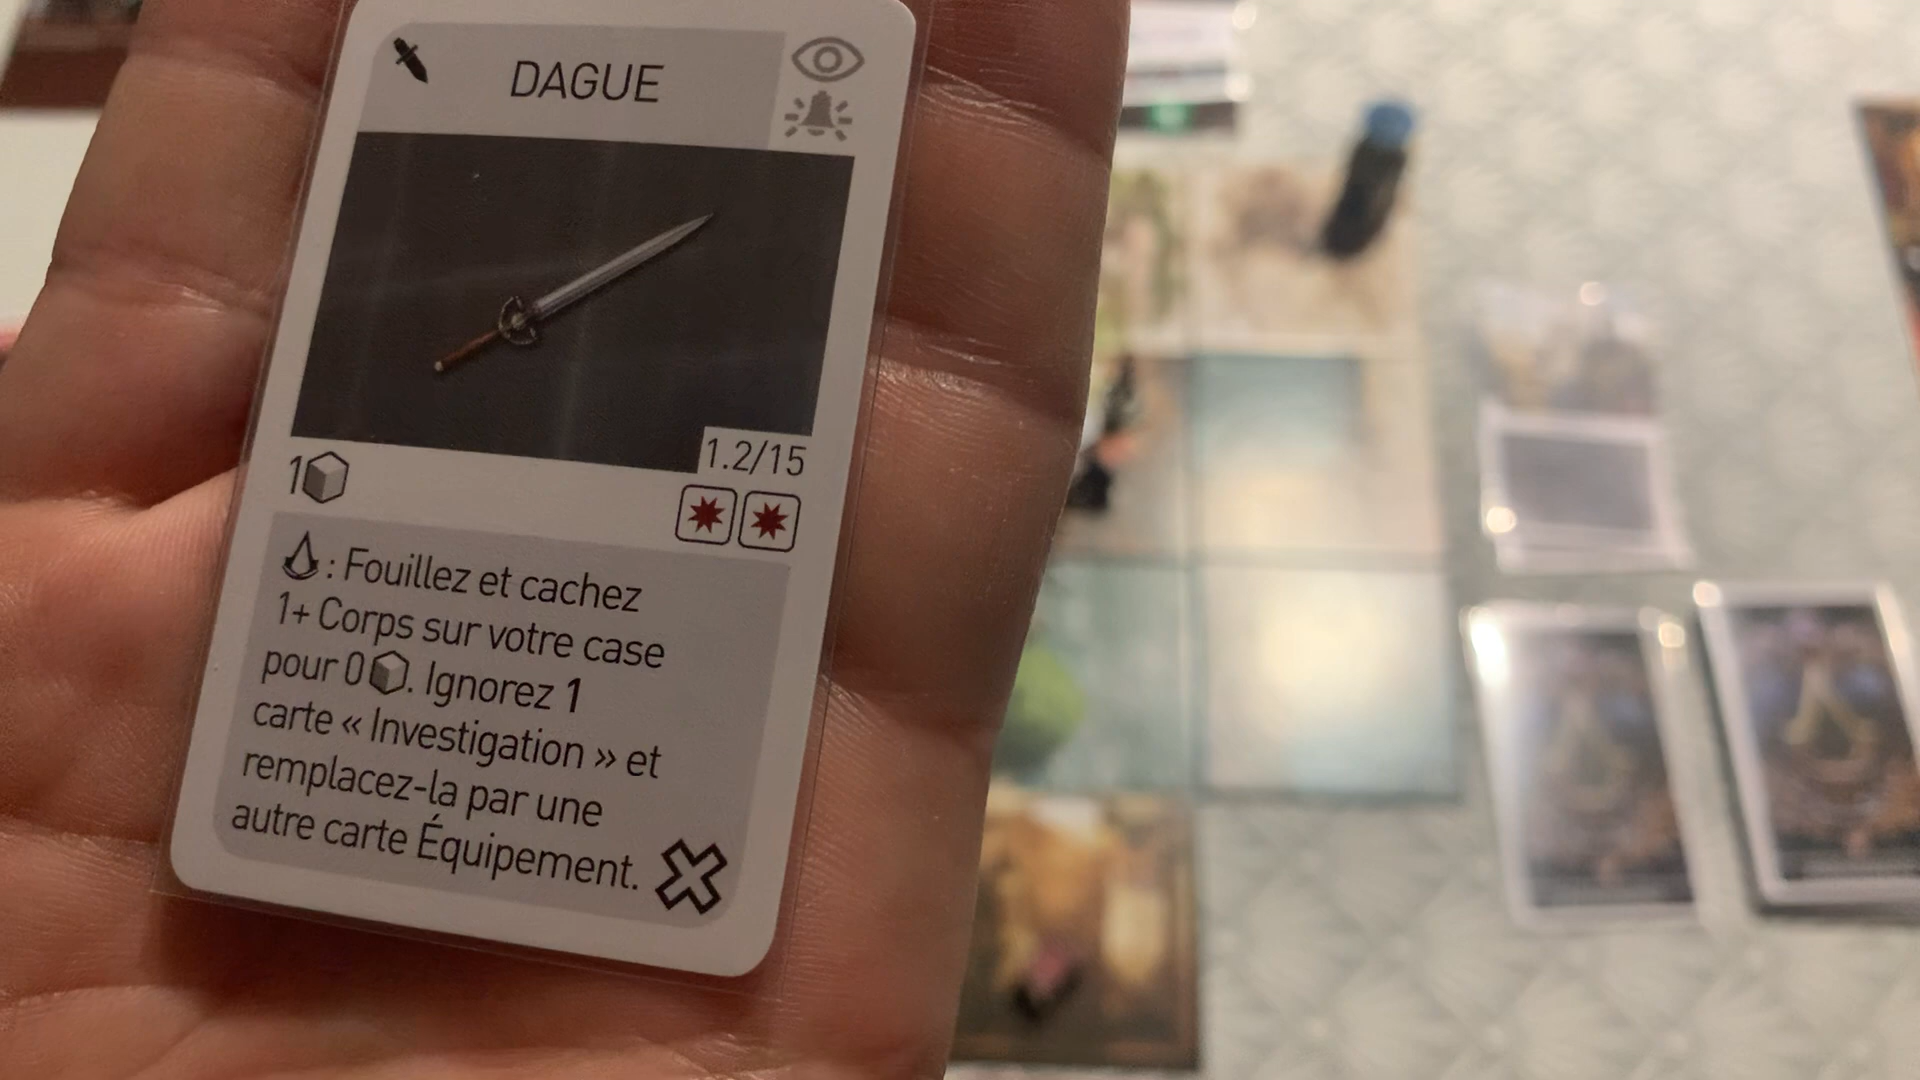 DAGUE
1.2/15
1
: Fouillez et cachez
1+ Corps sur votre case
pour 0. Ignorez 1
carte « Investigation » et
remplacez-la par une
autre carte Équipement.